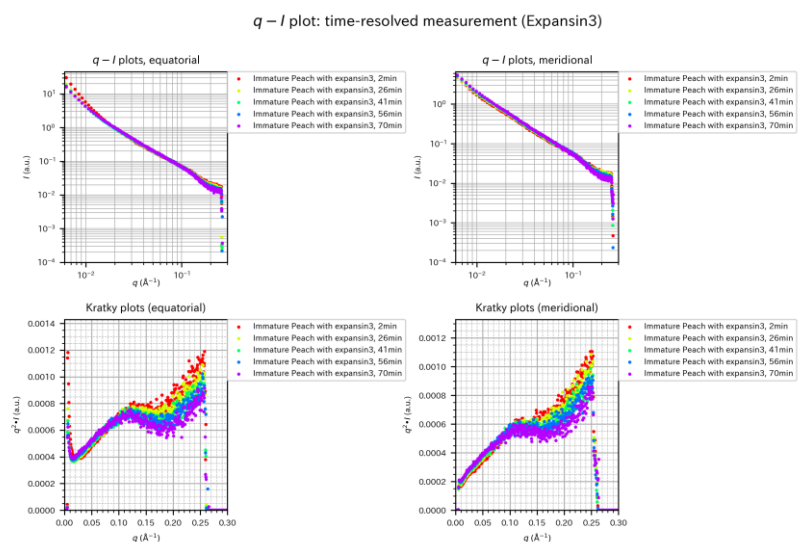 q − I plot: time-resolved measurement (Expansin3)
q − I plots, equatorial
Immature Peach with expansin3, 2min
Immature Peach with expansin3, 26min
Immature Peach with expansin3, 41min
Immature Peach with expansin3, 56min
Immature Peach with expansin3, 70min
10¹
10⁰
10⁻¹
10⁻²
10⁻³
10⁻⁴
I (a.u.)
10⁻² 10⁻¹
q (Å⁻¹)
q − I plots, meridional
Immature Peach with expansin3, 2min
Immature Peach with expansin3, 26min
Immature Peach with expansin3, 41min
Immature Peach with expansin3, 56min
Immature Peach with expansin3, 70min
10⁰
10⁻¹
10⁻²
10⁻³
10⁻⁴
I (a.u.)
10⁻² 10⁻¹
q (Å⁻¹)
Kratky plots (equatorial)
Immature Peach with expansin3, 2min
Immature Peach with expansin3, 26min
Immature Peach with expansin3, 41min
Immature Peach with expansin3, 56min
Immature Peach with expansin3, 70min
0.0014
0.0012
0.0010
0.0008
0.0006
0.0004
0.0002
0.0000
q²•I (a.u.)
0.00 0.05 0.10 0.15 0.20 0.25 0.30
q (Å⁻¹)
Kratky plots (meridional)
Immature Peach with expansin3, 2min
Immature Peach with expansin3, 26min
Immature Peach with expansin3, 41min
Immature Peach with expansin3, 56min
Immature Peach with expansin3, 70min
0.0012
0.0010
0.0008
0.0006
0.0004
0.0002
0.0000
q²•I (a.u.)
0.00 0.05 0.10 0.15 0.20 0.25 0.30
q (Å⁻¹)